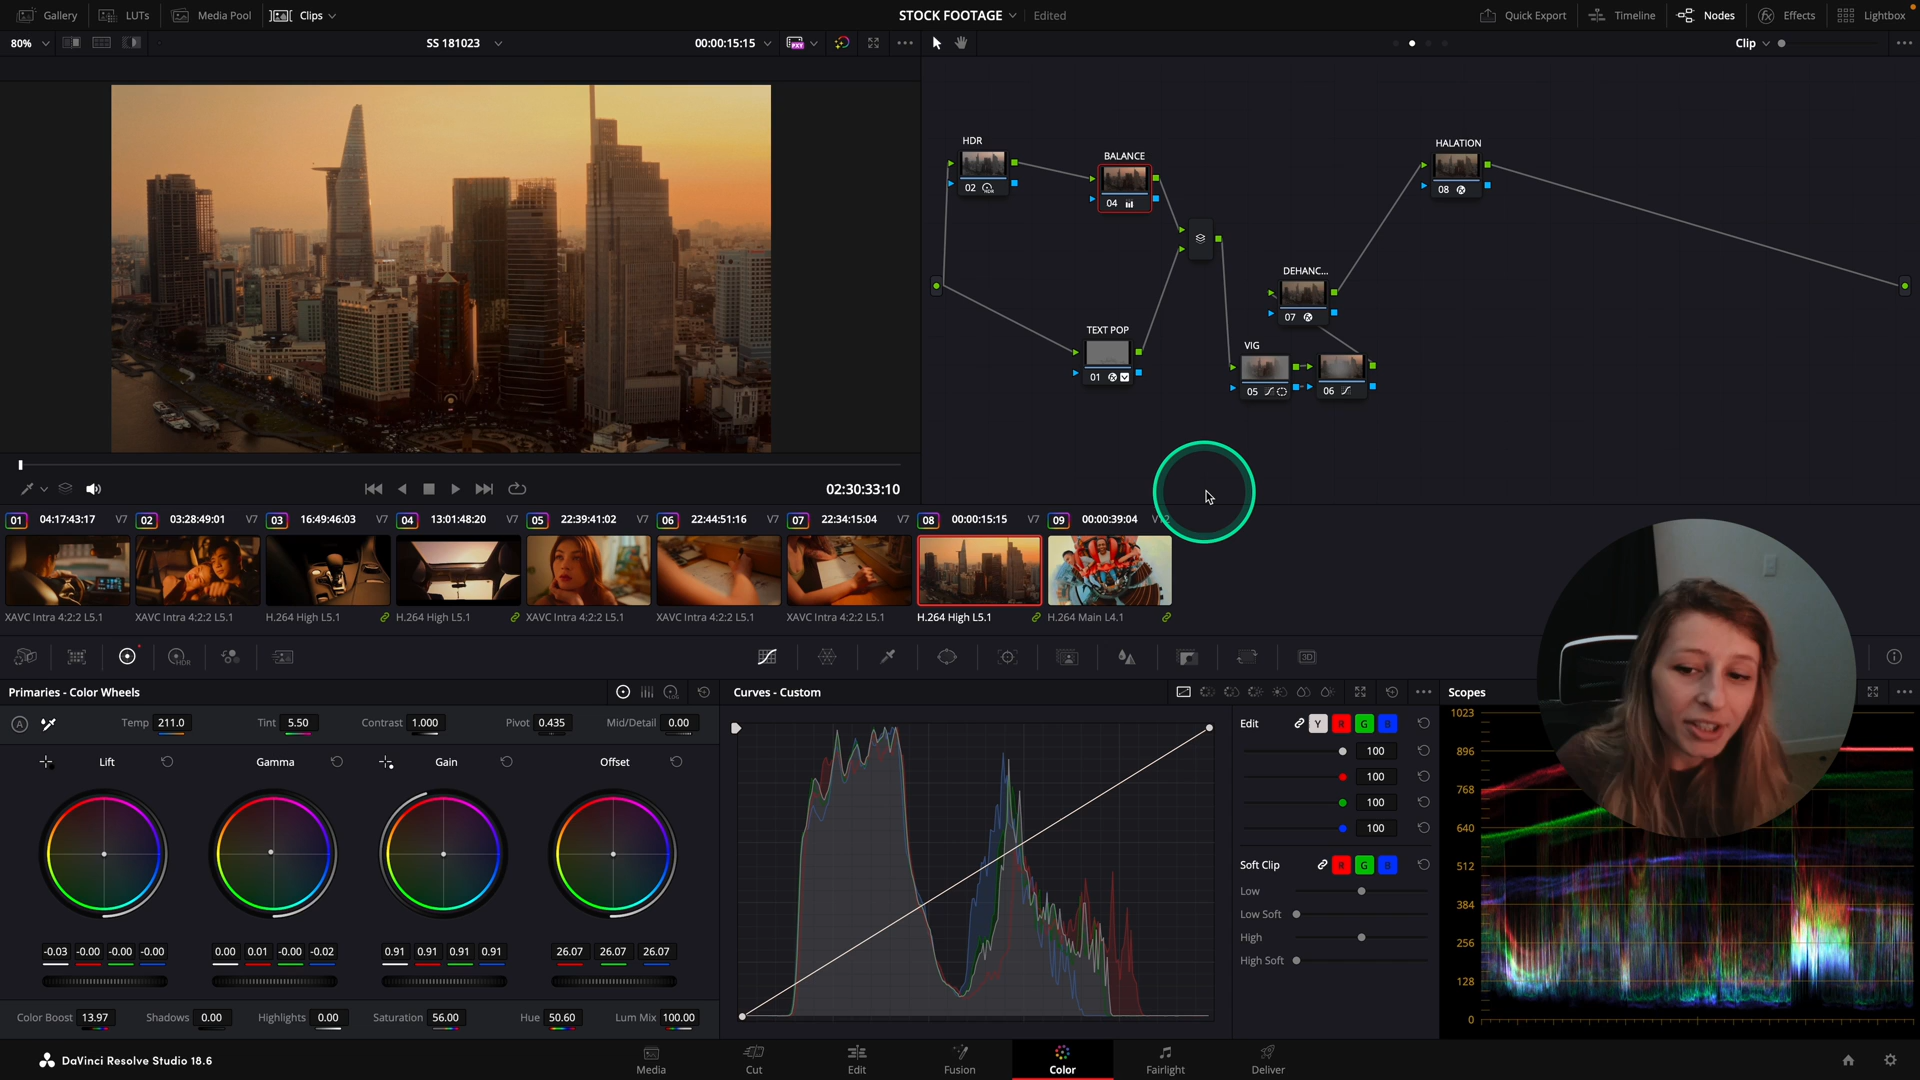 Gallery LUTs Media Pool Clips STOCK FOOTAGE Edited Quick Export Timeline Nodes Effects Lightbox
80% SS 181023 00:00:15:15 PXY Clip
HDR
02 HDR
BALANCE
04
HALATION
08
DEHANC...
07
TEXT POP
01
VIG
05 06
02:30:33:10
01 04:17:43:17 V7 02 03:28:49:01 V7 03 16:49:46:03 V7 04 13:01:48:20 V7 05 22:39:41:02 V7 06 22:44:51:16 V7 07 22:34:15:04 V7 08 00:00:15:15 V7 09 00:00:39:04 V12
XAVC Intra 4:2:2 L5.1 XAVC Intra 4:2:2 L5.1 H.264 High L5.1 H.264 High L5.1 XAVC Intra 4:2:2 L5.1 XAVC Intra 4:2:2 L5.1 XAVC Intra 4:2:2 L5.1 H.264 High L5.1 H.264 Main L4.1
HDR 3D
Primaries - Color Wheels LOG Curves - Custom Scopes
A Temp 211.0 Tint 5.50 Contrast 1.000 Pivot 0.435 Mid/Detail 0.00
Lift Gamma Gain Offset
-0.03 -0.00 -0.00 -0.00 0.00 0.01 -0.00 -0.02 0.91 0.91 0.91 0.91 26.07 26.07 26.07
Color Boost 13.97 Shadows 0.00 Highlights 0.00 Saturation 56.00 Hue 50.60 Lum Mix 100.00
Edit Y R G B
100
100
100
100
Soft Clip R G B
Low
Low Soft
High
High Soft
1023
896
768
640
512
384
256
128
0
DaVinci Resolve Studio 18.6
Media Cut Edit Fusion Color Fairlight Deliver